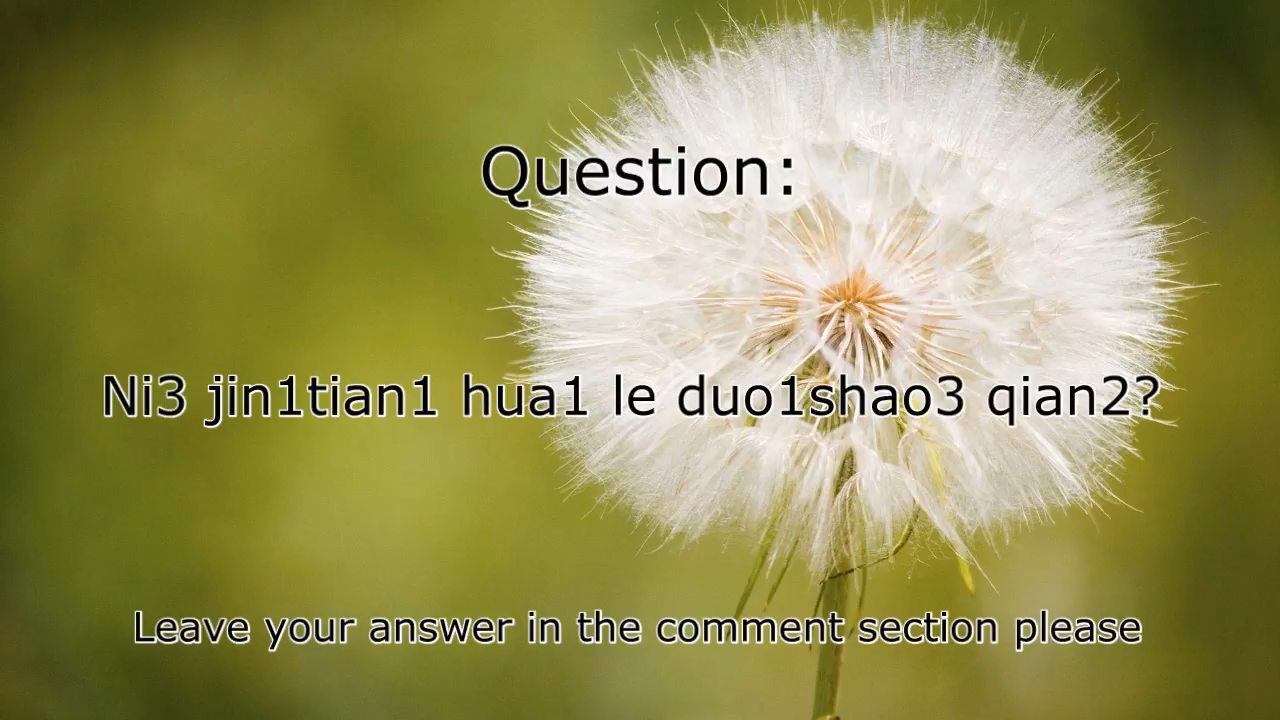 Question:
Ni3 jin1tian1 hua1 le duo1shao3 qian2?
Leave your answer in the comment section please